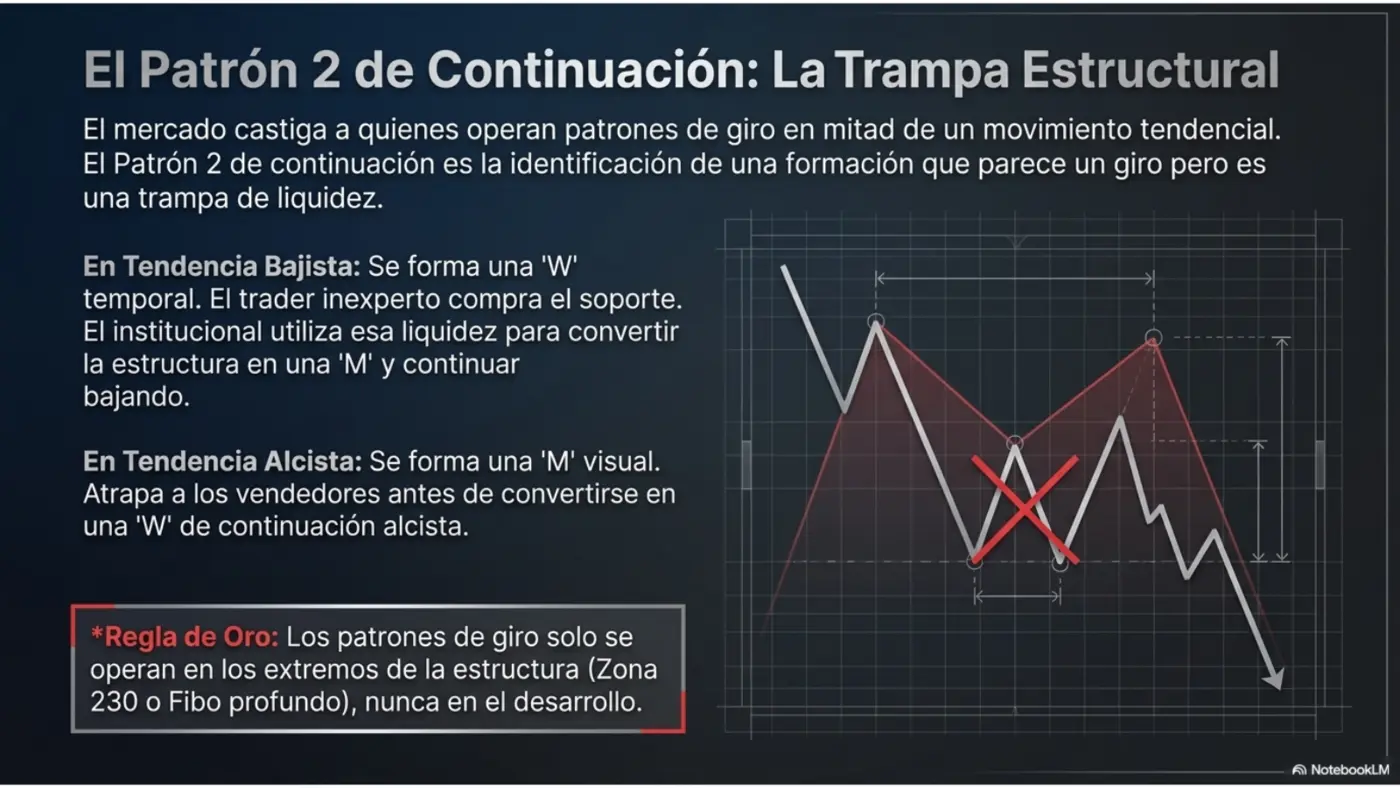 El Patrón 2 de Continuación: La Trampa Estructural
El mercado castiga a quienes operan patrones de giro en mitad de un movimiento tendencial.
El Patrón 2 de continuación es la identificación de una formación que parece un giro pero es
una trampa de liquidez.
En Tendencia Bajista: Se forma una 'W'
temporal. El trader inexperto compra el soporte.
El institucional utiliza esa liquidez para convertir
la estructura en una 'M' y continuar
bajando.
En Tendencia Alcista: Se forma una 'M' visual.
Atrapa a los vendedores antes de convertirse en
una 'W' de continuación alcista.
*Regla de Oro: Los patrones de giro solo se
operan en los extremos de la estructura (Zona
230 o Fibo profundo), nunca en el desarrollo.
NotebookLM